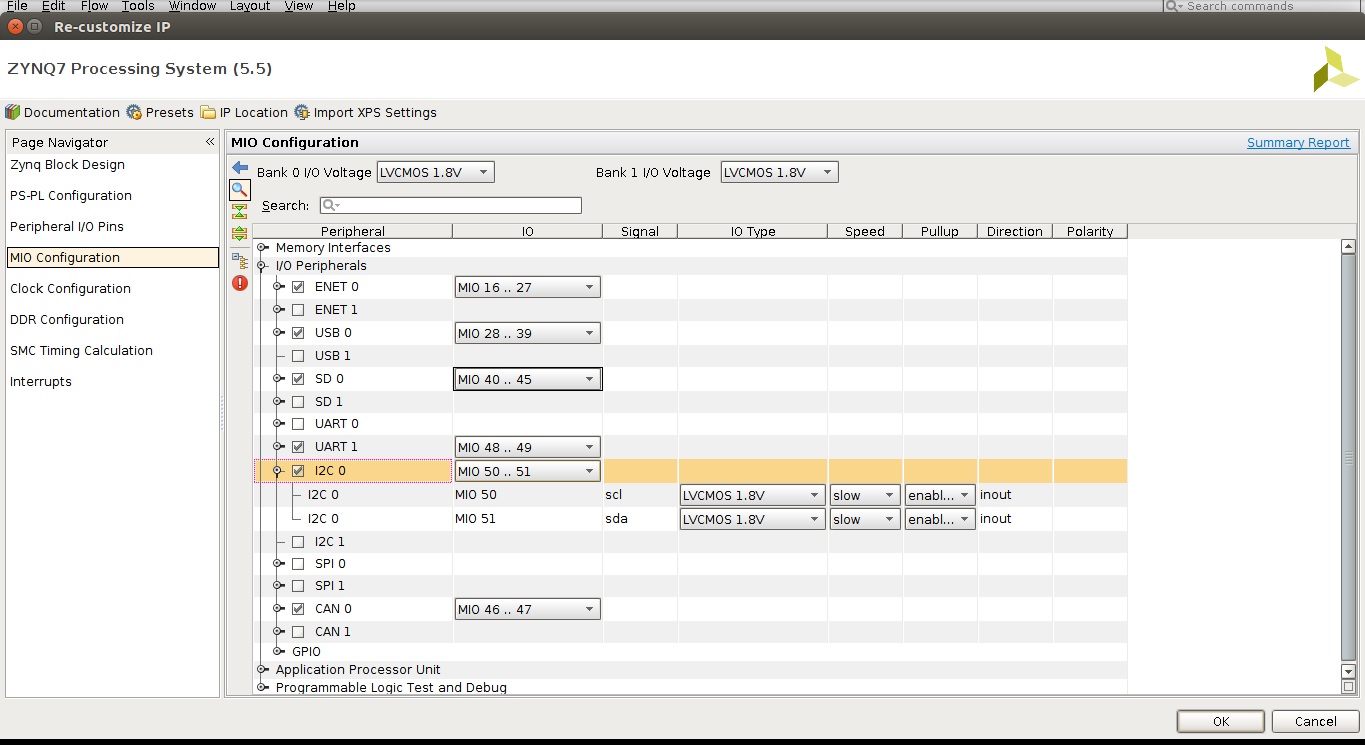 File Edit Flow Tools Window Layout View Help Search commands
Re-customize IP
ZYNQ7 Processing System (5.5)
Documentation Presets IP Location Import XPS Settings
Page Navigator «
Zynq Block Design
PS-PL Configuration
Peripheral I/O Pins
MIO Configuration
Clock Configuration
DDR Configuration
SMC Timing Calculation
Interrupts
MIO Configuration Summary Report
Bank 0 I/O Voltage LVCMOS 1.8V Bank 1 I/O Voltage LVCMOS 1.8V
Search:
Peripheral IO Signal IO Type Speed Pullup Direction Polarity
Memory Interfaces
I/O Peripherals
ENET 0 MIO 16 .. 27
ENET 1
USB 0 MIO 28 .. 39
USB 1
SD 0 MIO 40 .. 45
SD 1
UART 0
UART 1 MIO 48 .. 49
I2C 0 MIO 50 .. 51
I2C 0 MIO 50 scl LVCMOS 1.8V slow enabl... inout
I2C 0 MIO 51 sda LVCMOS 1.8V slow enabl... inout
I2C 1
SPI 0
SPI 1
CAN 0 MIO 46 .. 47
CAN 1
GPIO
Application Processor Unit
Programmable Logic Test and Debug
OK Cancel